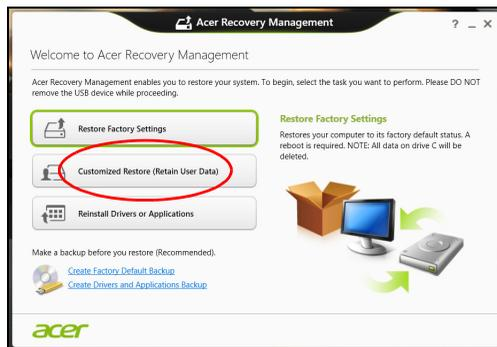 Acer Recovery Management
? _ ×
Welcome to Acer Recovery Management
Acer Recovery Management enables you to restore your system. To begin, select the task you want to perform. Please DO NOT
remove the USB device while proceeding.
Restore Factory Settings
Customized Restore (Retain User Data)
Reinstall Drivers or Applications
Restore Factory Settings
Restores your computer to its factory default status. A
reboot is required. NOTE: All data on drive C will be
deleted.
Make a backup before you restore (Recommended).
Create Factory Default Backup
Create Drivers and Applications Backup
acer